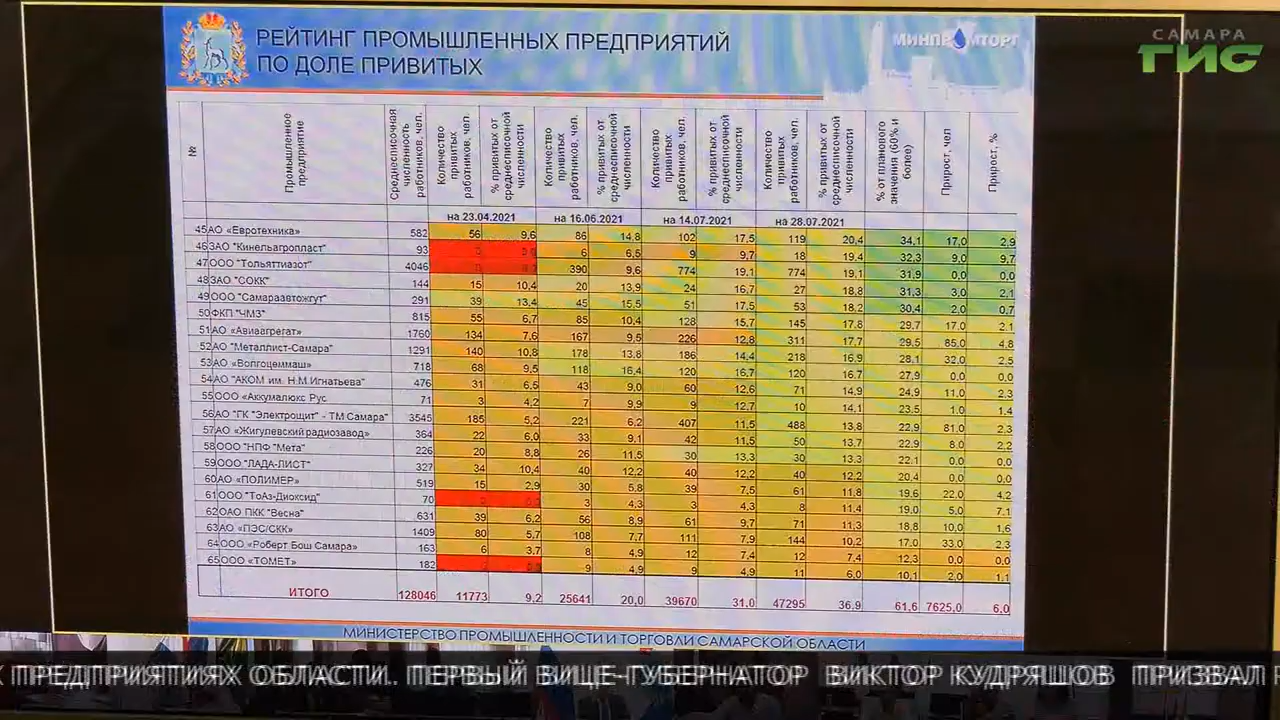 РЕЙТИНГ ПРОМЫШЛЕННЫХ ПРЕДПРИЯТИЙ
ПО ДОЛЕ ПРИВИТЫХ
МИНПРОМТОРГ
САМАРА
ГИС
№ Промышленное предприятие Среднесписочная численность работников, чел. Количество привитых работников, чел. % привитых от среднесписочной численности Количество привитых работников, чел. % привитых от среднесписочной численности Количество привитых работников, чел. % привитых от среднесписочной численности Количество привитых работников, чел. % привитых от среднесписочной численности % от планового значения (60% и более) Прирост, чел Прирост, %
на 23.04.2021 на 16.06.2021 на 14.07.2021 на 28.07.2021
45 АО «Евротехника» 582 56 9,6 86 14,8 102 17,5 119 20,4 34,1 17,0 2,9
46 ЗАО "Кинельагропласт" 93 6 6,5 9 9,7 18 19,4 32,3 9,0 9,7
47 ООО "Тольяттиазот" 4046 390 9,6 774 19,1 774 19,1 31,9 0,0 0,0
48 ЗАО "СОКК" 144 15 10,4 20 13,9 24 16,7 27 18,8 31,3 3,0 2,1
49 ООО "Самараавтожгут" 291 39 13,4 45 15,5 51 17,5 53 18,2 30,4 2,0 0,7
50 ФКП "ЧМЗ" 815 55 6,7 85 10,4 128 15,7 145 17,8 29,7 17,0 2,1
51 АО «Авиаагрегат» 1760 134 7,6 167 9,5 226 12,8 311 17,7 29,5 85,0 4,8
52 АО "Металлист-Самара" 1291 140 10,8 178 13,8 186 14,4 218 16,9 28,1 32,0 2,5
53 АО «Волгоцеммаш» 718 68 9,5 118 16,4 120 16,7 120 16,7 27,9 0,0 0,0
54 АО "АКОМ им. Н.М.Игнатьева" 476 31 6,5 43 9,0 60 12,6 71 14,9 24,9 11,0 2,3
55 ООО «Аккумалюкс Рус 71 3 4,2 7 9,9 9 12,7 10 14,1 23,5 1,0 1,4
56 АО "ГК "Электрощит" - ТМ Самара" 3545 185 5,2 221 6,2 407 11,5 488 13,8 22,9 81,0 2,3
57 АО «Жигулевский радиозавод» 364 22 6,0 33 9,1 42 11,5 50 13,7 22,9 8,0 2,2
58 ООО "НПФ "Мета" 226 20 8,8 26 11,5 30 13,3 30 13,3 22,1 0,0 0,0
59 ООО "ЛАДА-ЛИСТ" 327 34 10,4 40 12,2 40 12,2 40 12,2 20,4 0,0 0,0
60 АО «ПОЛИМЕР» 519 15 2,9 30 5,8 39 7,5 61 11,8 19,6 22,0 4,2
61 ООО "ТоАз-Диоксид) 70 3 4,3 3 4,3 8 11,4 19,0 5,0 7,1
62 ОАО ПКК "Весна" 631 39 6,2 56 8,9 61 9,7 71 11,3 18,8 10,0 1,6
63 АО «ПЭС/СКК» 1409 80 5,7 108 7,7 111 7,9 144 10,2 17,0 33,0 2,3
64 ООО «Роберт Бош Самара» 163 6 3,7 8 4,9 12 7,4 12 7,4 12,3 0,0 0,0
65 ООО «ТОМЕТ» 182 9 4,9 9 4,9 11 6,0 10,1 2,0 1,1
ИТОГО 128046 11773 9,2 25641 20,0 39670 31,0 47295 36,9 61,6 7625,0 6,0
МИНИСТЕРСТВО ПРОМЫШЛЕННОСТИ И ТОРГОВЛИ САМАРСКОЙ ОБЛАСТИ
Х ПРЕДПРИЯТИЯХ ОБЛАСТИ.. ПЕРВЫЙ ВИЦЕ-ГУБЕРНАТОР ВИКТОР КУДРЯШОВ ПРИЗВАЛ